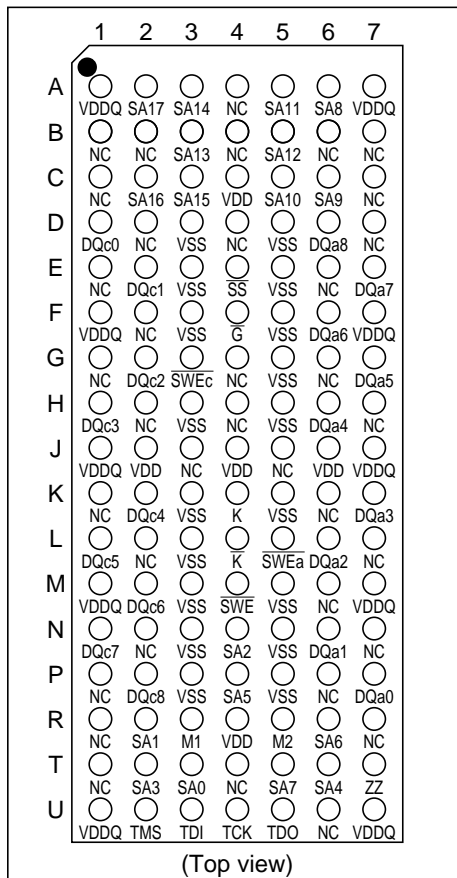 1 2 3 4 5 6 7
A
VDDQ SA17 SA14 NC SA11 SA8 VDDQ
B
NC NC SA13 NC SA12 NC NC
C
NC SA16 SA15 VDD SA10 SA9 NC
D
DQc0 NC VSS NC VSS DQa8 NC
E
NC DQc1 VSS S̅S̅ VSS NC DQa7
F
VDDQ NC VSS G̅ VSS DQa6 VDDQ
G
NC DQc2 S̅W̅E̅c̅ NC VSS NC DQa5
H
DQc3 NC VSS NC VSS DQa4 NC
J
VDDQ VDD NC VDD NC VDD VDDQ
K
NC DQc4 VSS K VSS NC DQa3
L
DQc5 NC VSS K̅ S̅W̅E̅a̅ DQa2 NC
M
VDDQ DQc6 VSS S̅W̅E̅ VSS NC VDDQ
N
DQc7 NC VSS SA2 VSS DQa1 NC
P
NC DQc8 VSS SA5 VSS NC DQa0
R
NC SA1 M1 VDD M2 SA6 NC
T
NC SA3 SA0 NC SA7 SA4 ZZ
U
VDDQ TMS TDI TCK TDO NC VDDQ
(Top view)